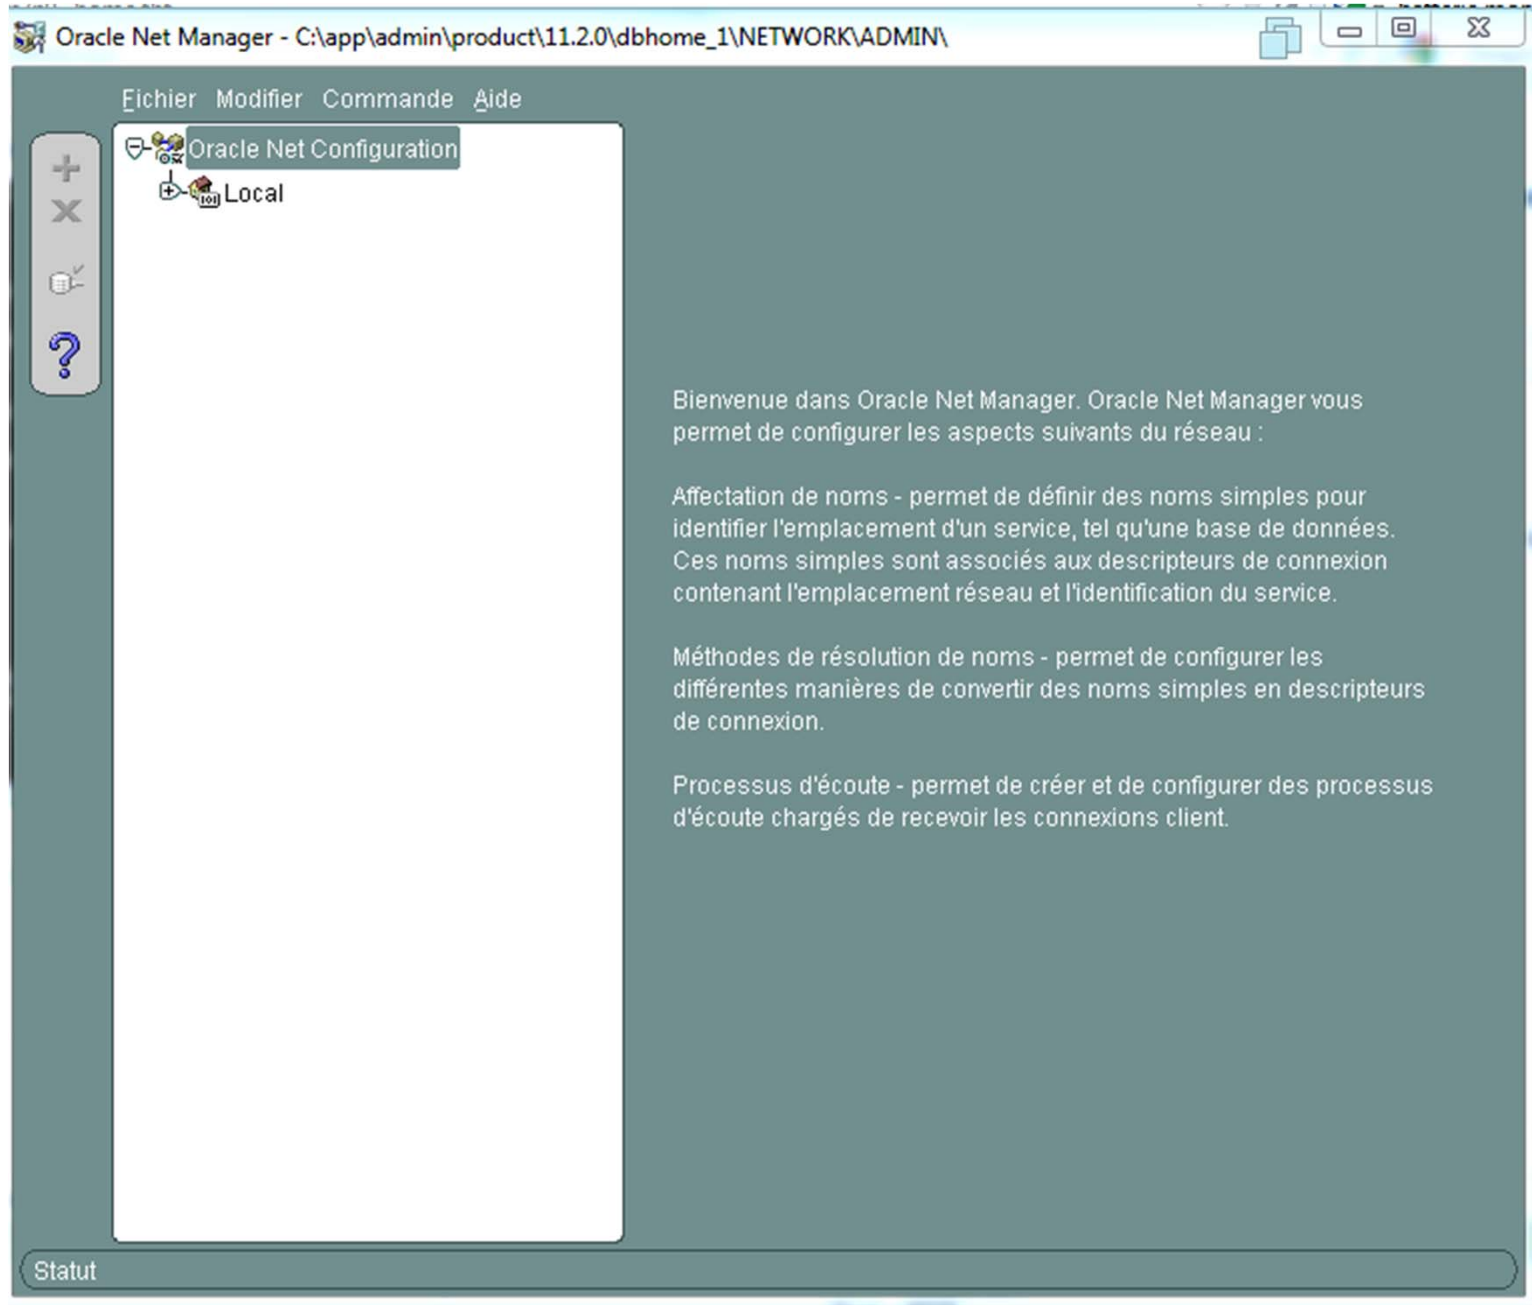 Oracle Net Manager - C:\app\admin\product\11.2.0\dbhome_1\NETWORK\ADMIN\
Fichier Modifier Commande Aide
Oracle Net Configuration
Local
Bienvenue dans Oracle Net Manager. Oracle Net Manager vous
permet de configurer les aspects suivants du réseau :
Affectation de noms - permet de définir des noms simples pour
identifier l'emplacement d'un service, tel qu'une base de données.
Ces noms simples sont associés aux descripteurs de connexion
contenant l'emplacement réseau et l'identification du service.
Méthodes de résolution de noms - permet de configurer les
différentes manières de convertir des noms simples en descripteurs
de connexion.
Processus d'écoute - permet de créer et de configurer des processus
d'écoute chargés de recevoir les connexions client.
Statut